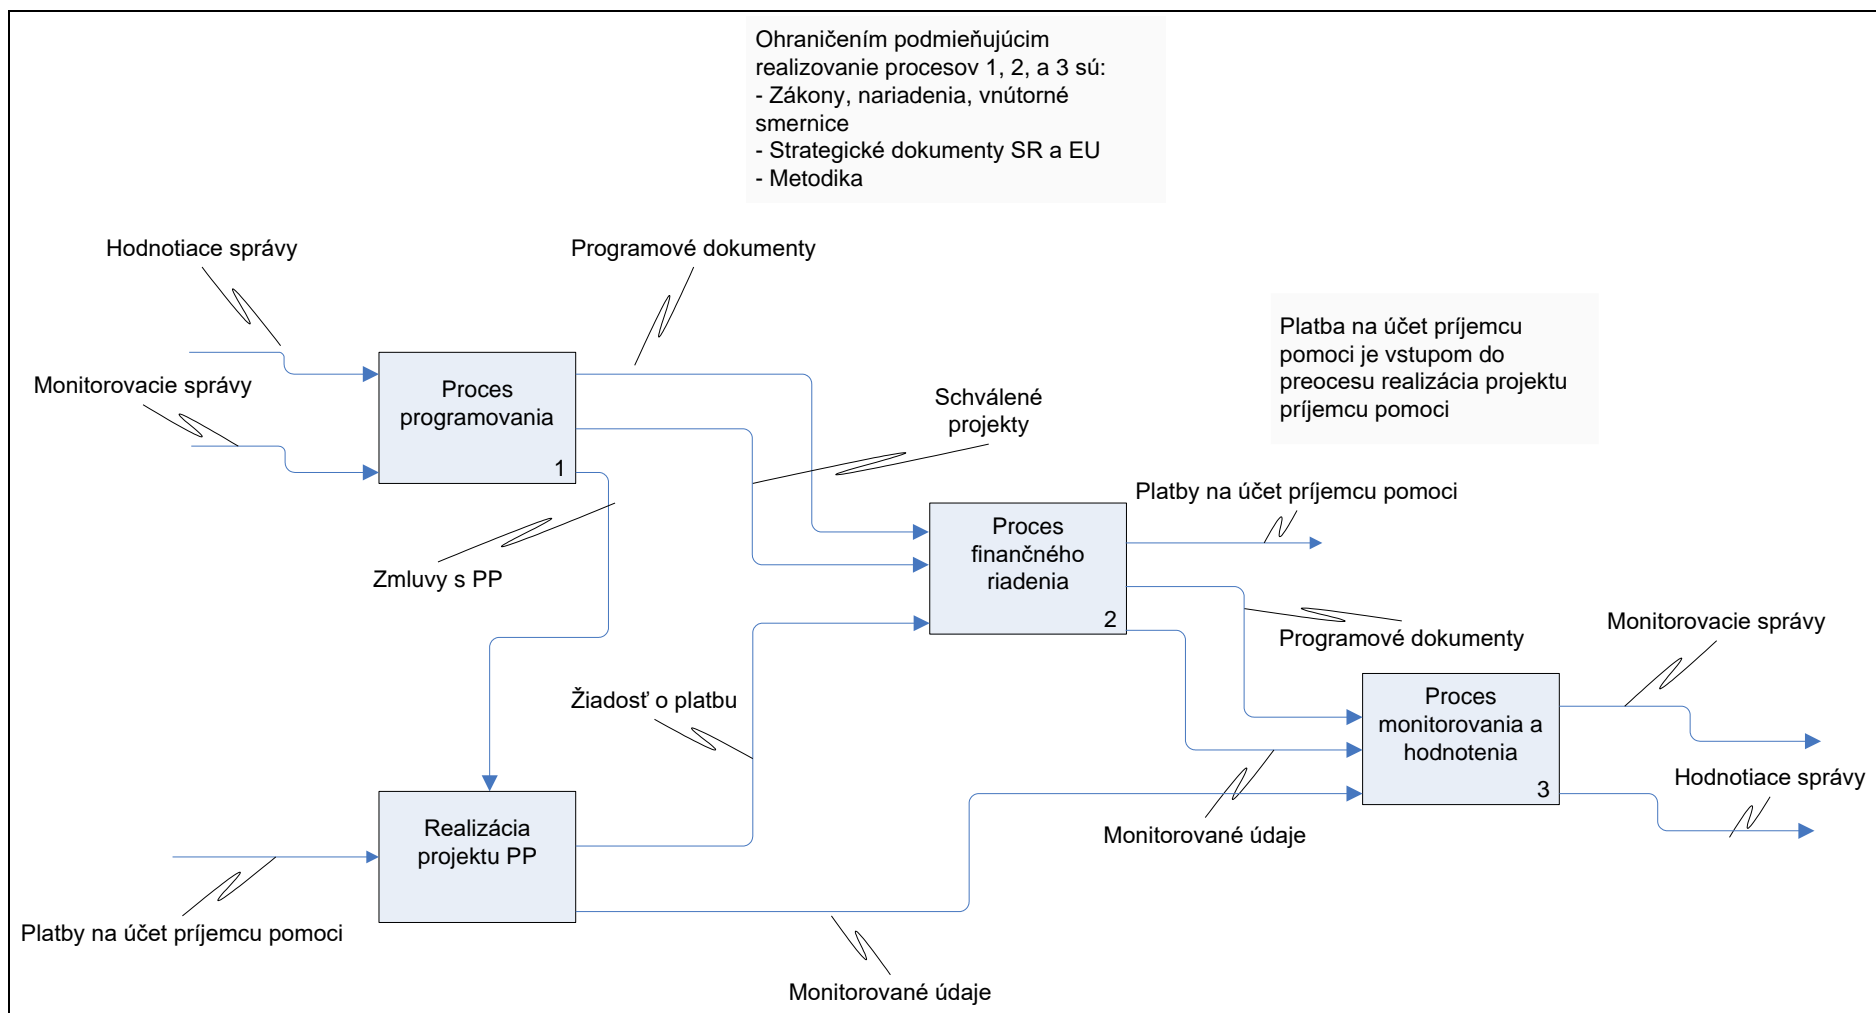 Ohraničením podmieňujúcim
realizovanie procesov 1, 2, a 3 sú:
- Zákony, nariadenia, vnútorné
smernice
- Strategické dokumenty SR a EU
- Metodika
Hodnotiace správy
Programové dokumenty
Platba na účet príjemcu
pomoci je vstupom do
preocesu realizácia projektu
príjemcu pomoci
Monitorovacie správy
Proces
programovania
1
Schválené
projekty
Platby na účet príjemcu pomoci
Proces
finančného
riadenia
2
Zmluvy s PP
Programové dokumenty
Monitorovacie správy
Žiadosť o platbu
Proces
monitorovania a
hodnotenia
3
Hodnotiace správy
Realizácia
projektu PP
Monitorované údaje
Platby na účet príjemcu pomoci
Monitorované údaje